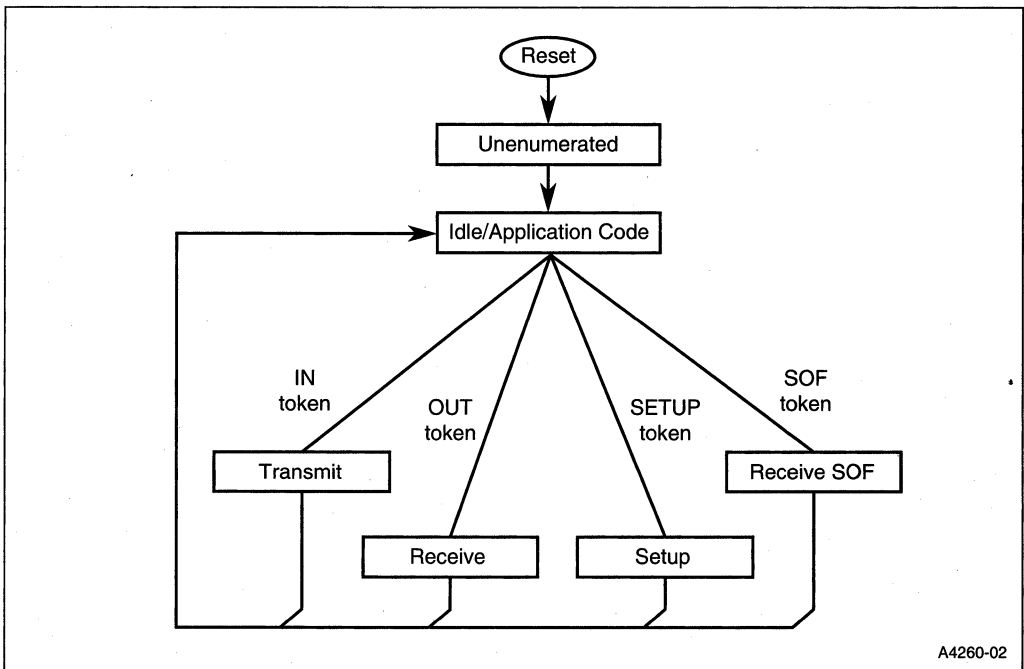 Reset
Unenumerated
Idle/Application Code
IN
token
OUT
token
SETUP
token
SOF
token
Transmit
Receive SOF
Receive
Setup
A4260-02